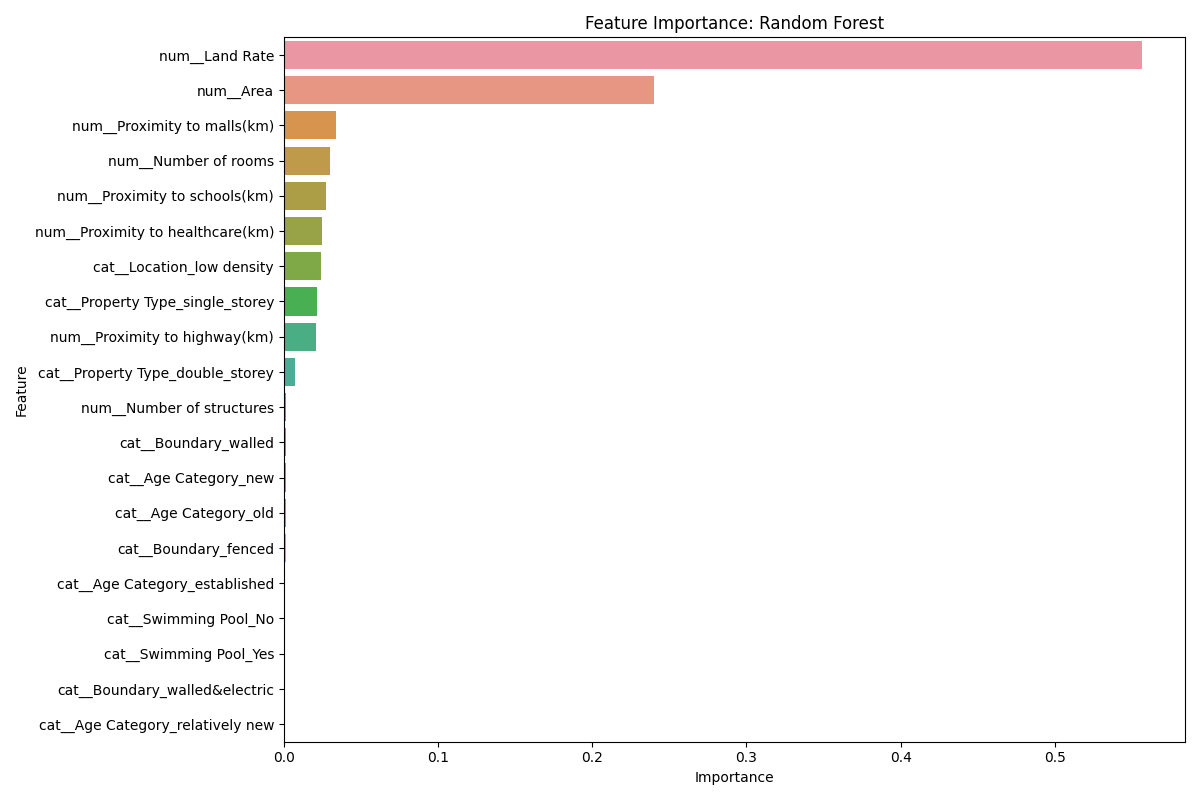 Feature Importance: Random Forest
num__Land Rate
num__Area
num__Proximity to malls(km)
num__Number of rooms
num__Proximity to schools(km)
num__Proximity to healthcare(km)
cat__Location_low density
cat__Property Type_single_storey
num__Proximity to highway(km)
cat__Property Type_double_storey
num__Number of structures
cat__Boundary_walled
cat__Age Category_new
cat__Age Category_old
cat__Boundary_fenced
cat__Age Category_established
cat__Swimming Pool_No
cat__Swimming Pool_Yes
cat__Boundary_walled&electric
cat__Age Category_relatively new
Feature
0.0 0.1 0.2 0.3 0.4 0.5
Importance